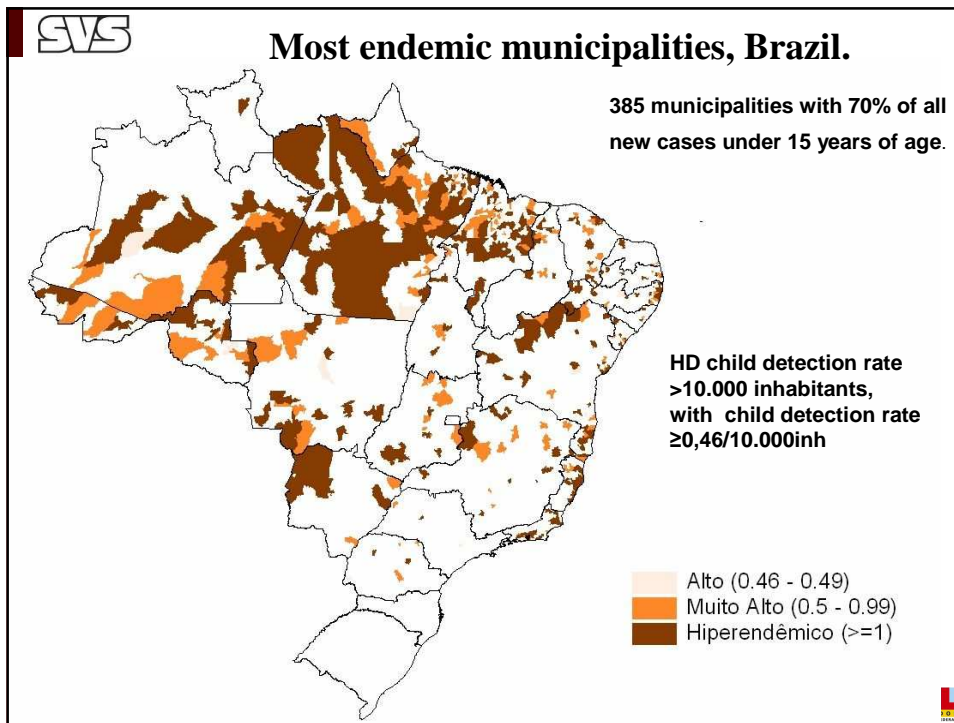 SVS
Most endemic municipalities, Brazil.
385 municipalities with 70% of all
new cases under 15 years of age.
HD child detection rate
>10.000 inhabitants,
with child detection rate
≥0,46/10.000inh
Alto (0.46 - 0.49)
Muito Alto (0.5 - 0.99)
Hiperendêmico (>=1)